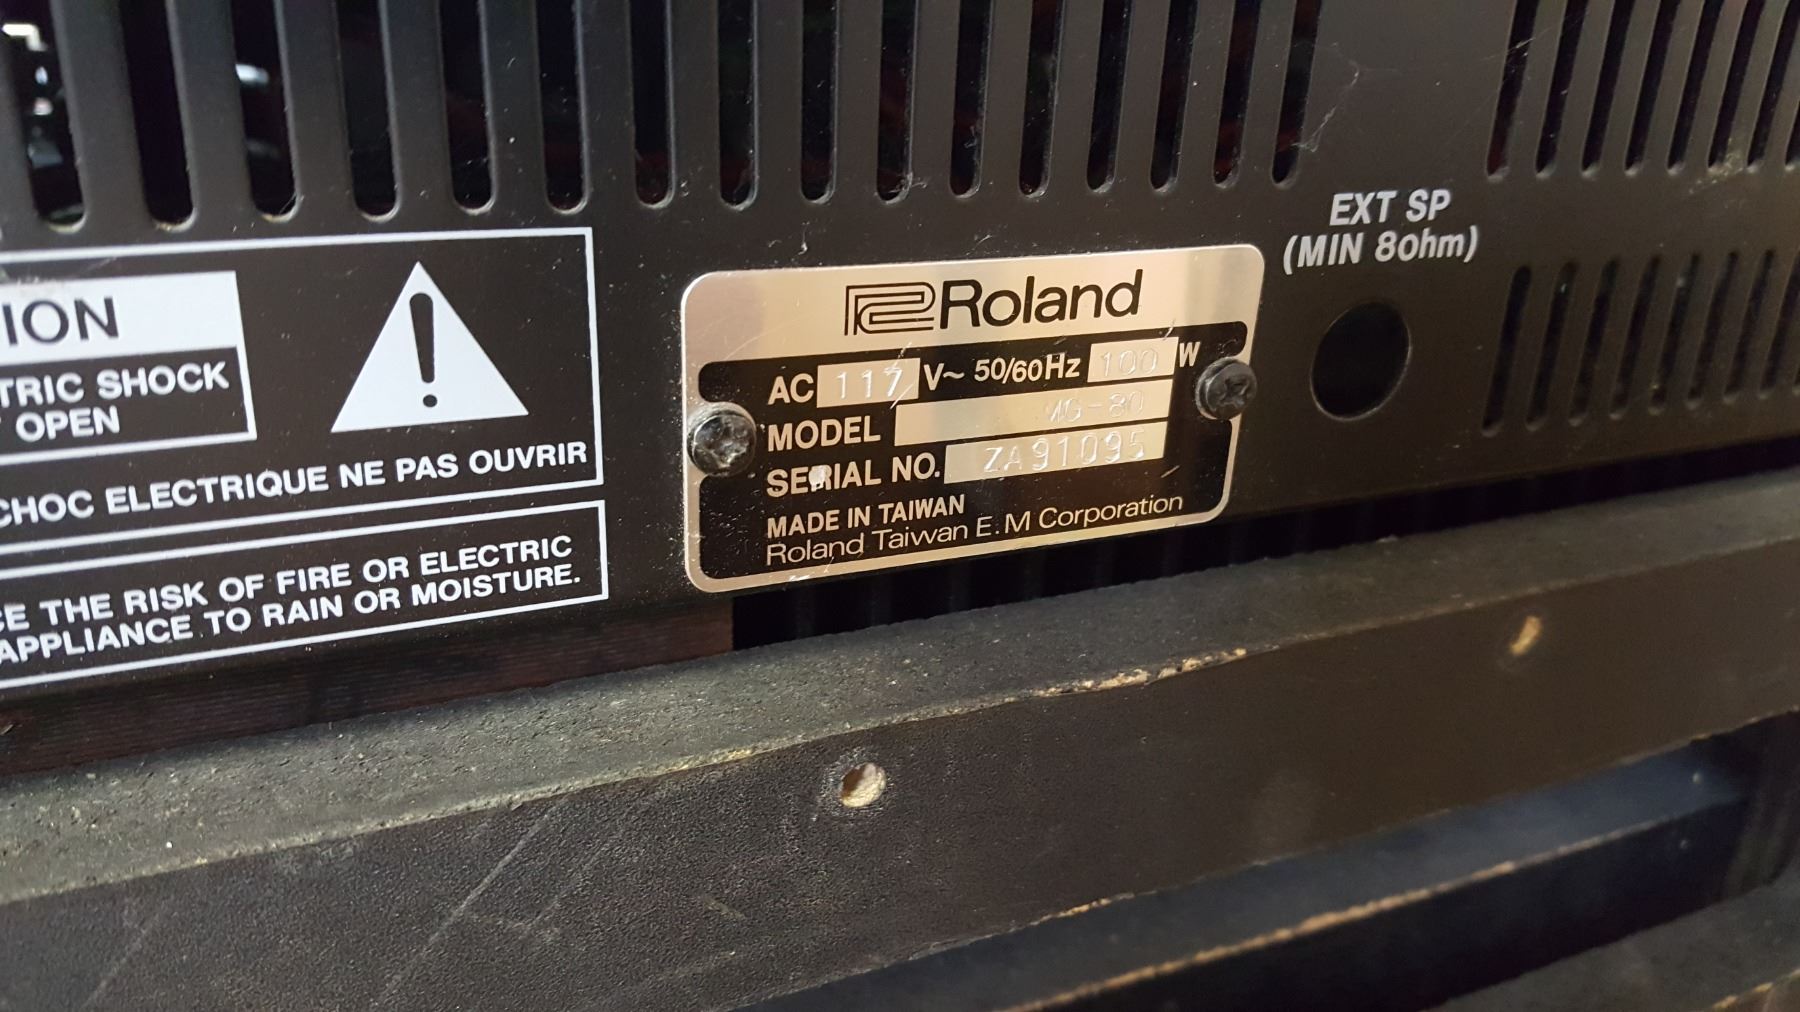 ION
TRIC SHOCK
OPEN
CHOC ELECTRIQUE NE PAS OUVRIR
CE THE RISK OF FIRE OR ELECTRIC
APPLIANCE TO RAIN OR MOISTURE.
Roland
AC 117 V~ 50/60Hz 100 W
MODEL MG-80
SERIAL NO. ZA91095
MADE IN TAIWAN
Roland Taiwan E.M Corporation
EXT SP
(MIN 8ohm)